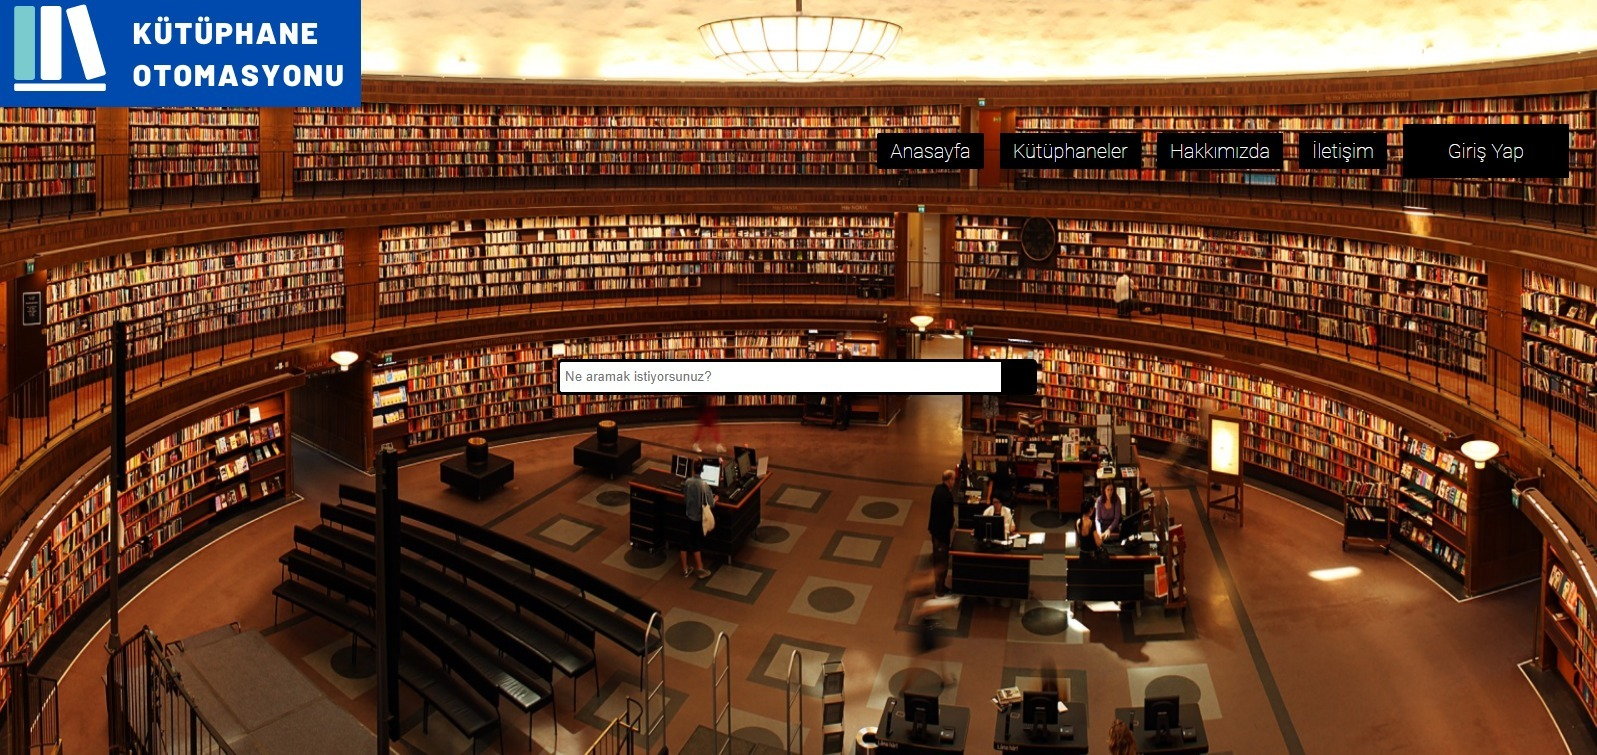 KÜTÜPHANE
OTOMASYONU
Anasayfa
Kütüphaneler
Hakkımızda
İletişim
Giriş Yap
Ne aramak istiyorsunuz?